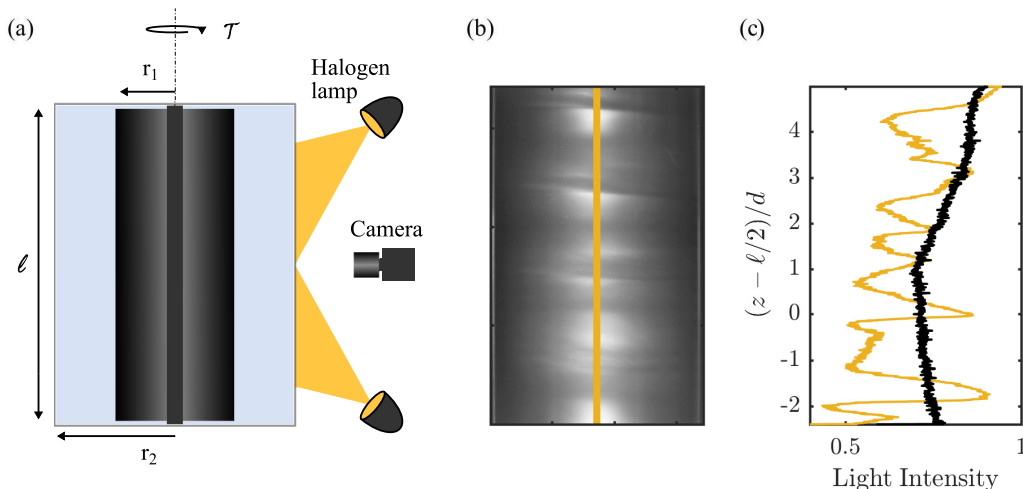 (a)
𝒯
r₁
Halogen
lamp
Camera
ℓ
r₂
(b)
(c)
(z − ℓ/2)/d
4
3
2
1
0
-1
-2
0.5
1
Light Intensity